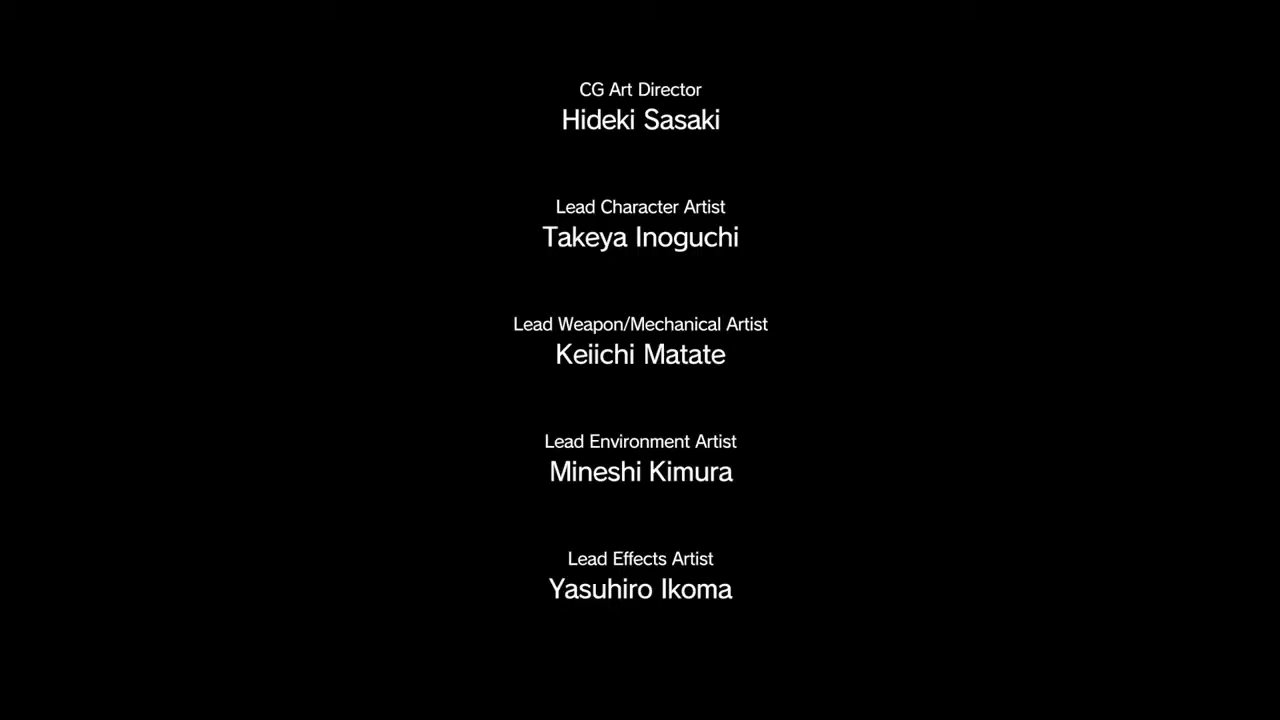 CG Art Director
Hideki Sasaki
Lead Character Artist
Takeya Inoguchi
Lead Weapon/Mechanical Artist
Keiichi Matate
Lead Environment Artist
Mineshi Kimura
Lead Effects Artist
Yasuhiro Ikoma